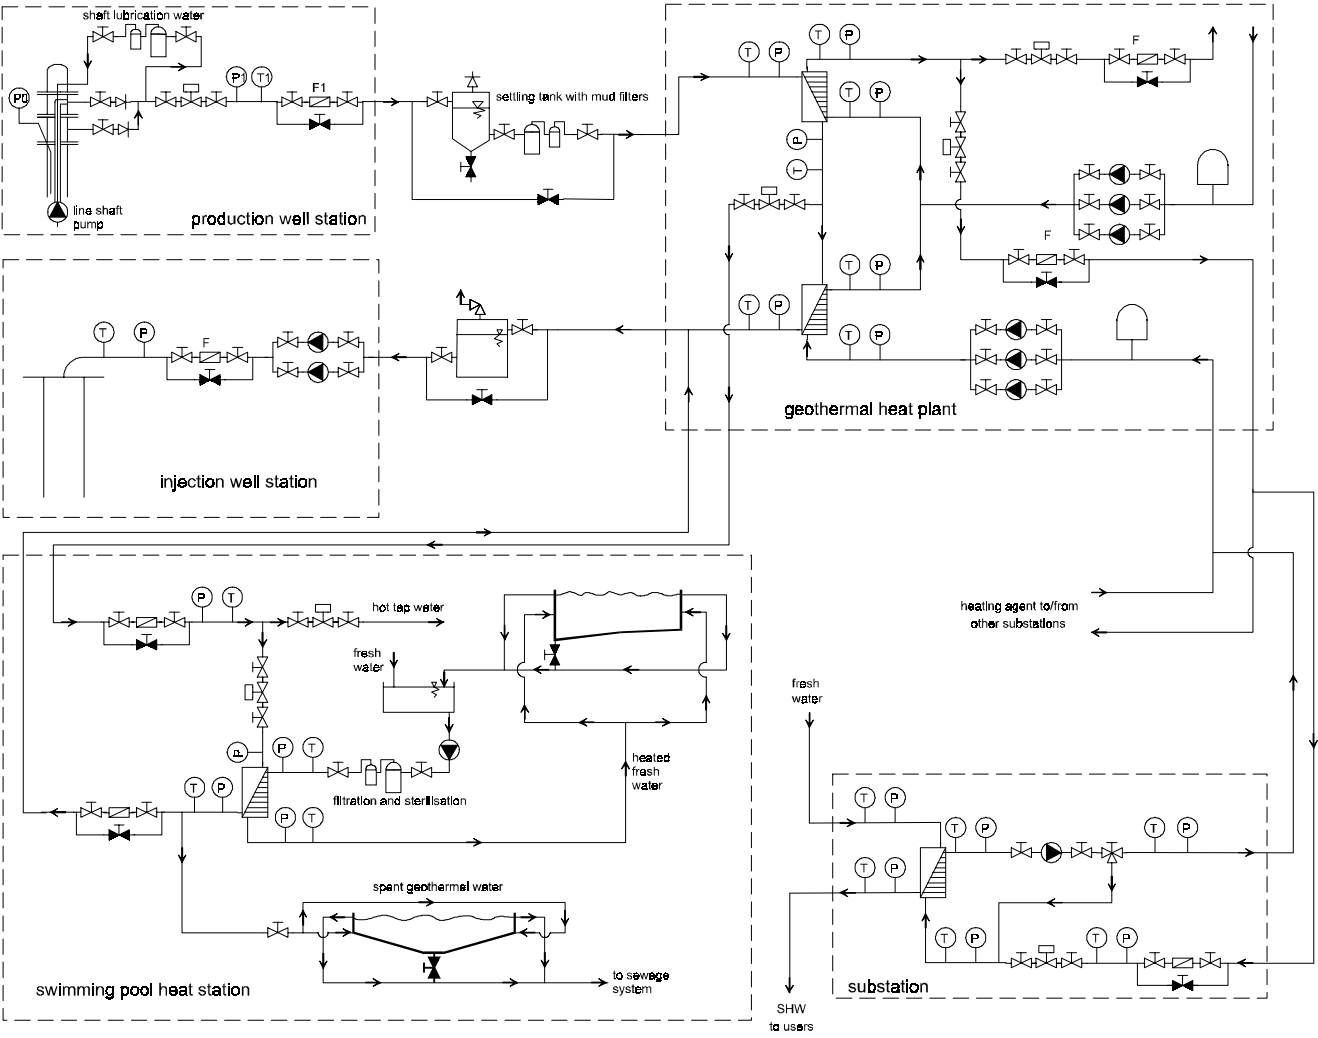 shaft lubrication water
P0
P1
T1
F1
line shaft
pump
production well station
settling tank with mud filters
T
P
T
P
F
T
P
P
T
F
T
P
T
P
T
P
geothermal heat plant
T
P
F
injection well station
P
T
hot tap water
fresh
water
P
P
T
T
P
filtration and sterilisation
P
T
heated
fresh
water
spent geothermal water
to sewage
system
swimming pool heat station
heating agent to/from
other substations
fresh
water
T
P
T
P
T
P
T
P
T
P
T
P
substation
SHW
to users